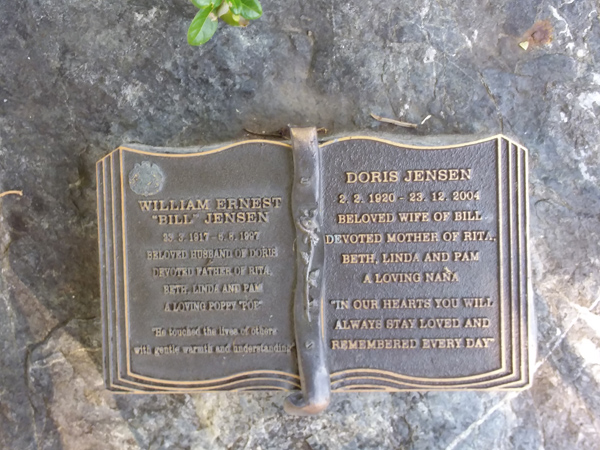 WILLIAM ERNEST
"BILL" JENSEN
23.3.1917 - 6.8.1997
BELOVED HUSBAND OF DORIS
DEVOTED FATHER OF RITA,
BETH, LINDA AND PAM
A LOVING POPPY "POP"
"He touched the lives of others
with gentle warmth and understanding"
DORIS JENSEN
2. 2. 1920 - 23. 12. 2004
BELOVED WIFE OF BILL
DEVOTED MOTHER OF RITA,
BETH, LINDA AND PAM
A LOVING NANA
"IN OUR HEARTS YOU WILL
ALWAYS STAY LOVED AND
REMEMBERED EVERY DAY"